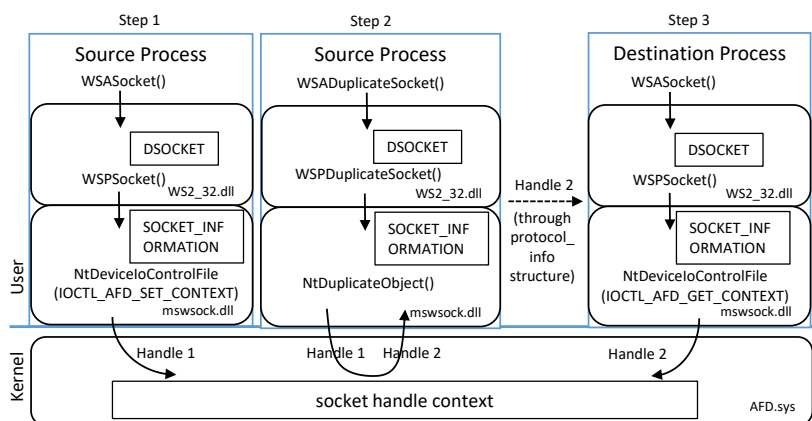 Step 1
Source Process
WSASocket()
DSOCKET
WSPSocket()
WS2_32.dll
SOCKET_INF
ORMATION
NtDeviceIoControlFile
(IOCTL_AFD_SET_CONTEXT)
mswsock.dll
Step 2
Source Process
WSADuplicateSocket()
DSOCKET
WSPDuplicateSocket()
WS2_32.dll
SOCKET_INF
ORMATION
NtDuplicateObject()
mswsock.dll
Handle 2
(through
protocol_
info
structure)
Step 3
Destination Process
WSASocket()
DSOCKET
WSPSocket()
WS2_32.dll
SOCKET_INF
ORMATION
NtDeviceIoControlFile
(IOCTL_AFD_GET_CONTEXT)
mswsock.dll
User
Kernel
Handle 1
Handle 1
Handle 2
Handle 2
socket handle context
AFD.sys